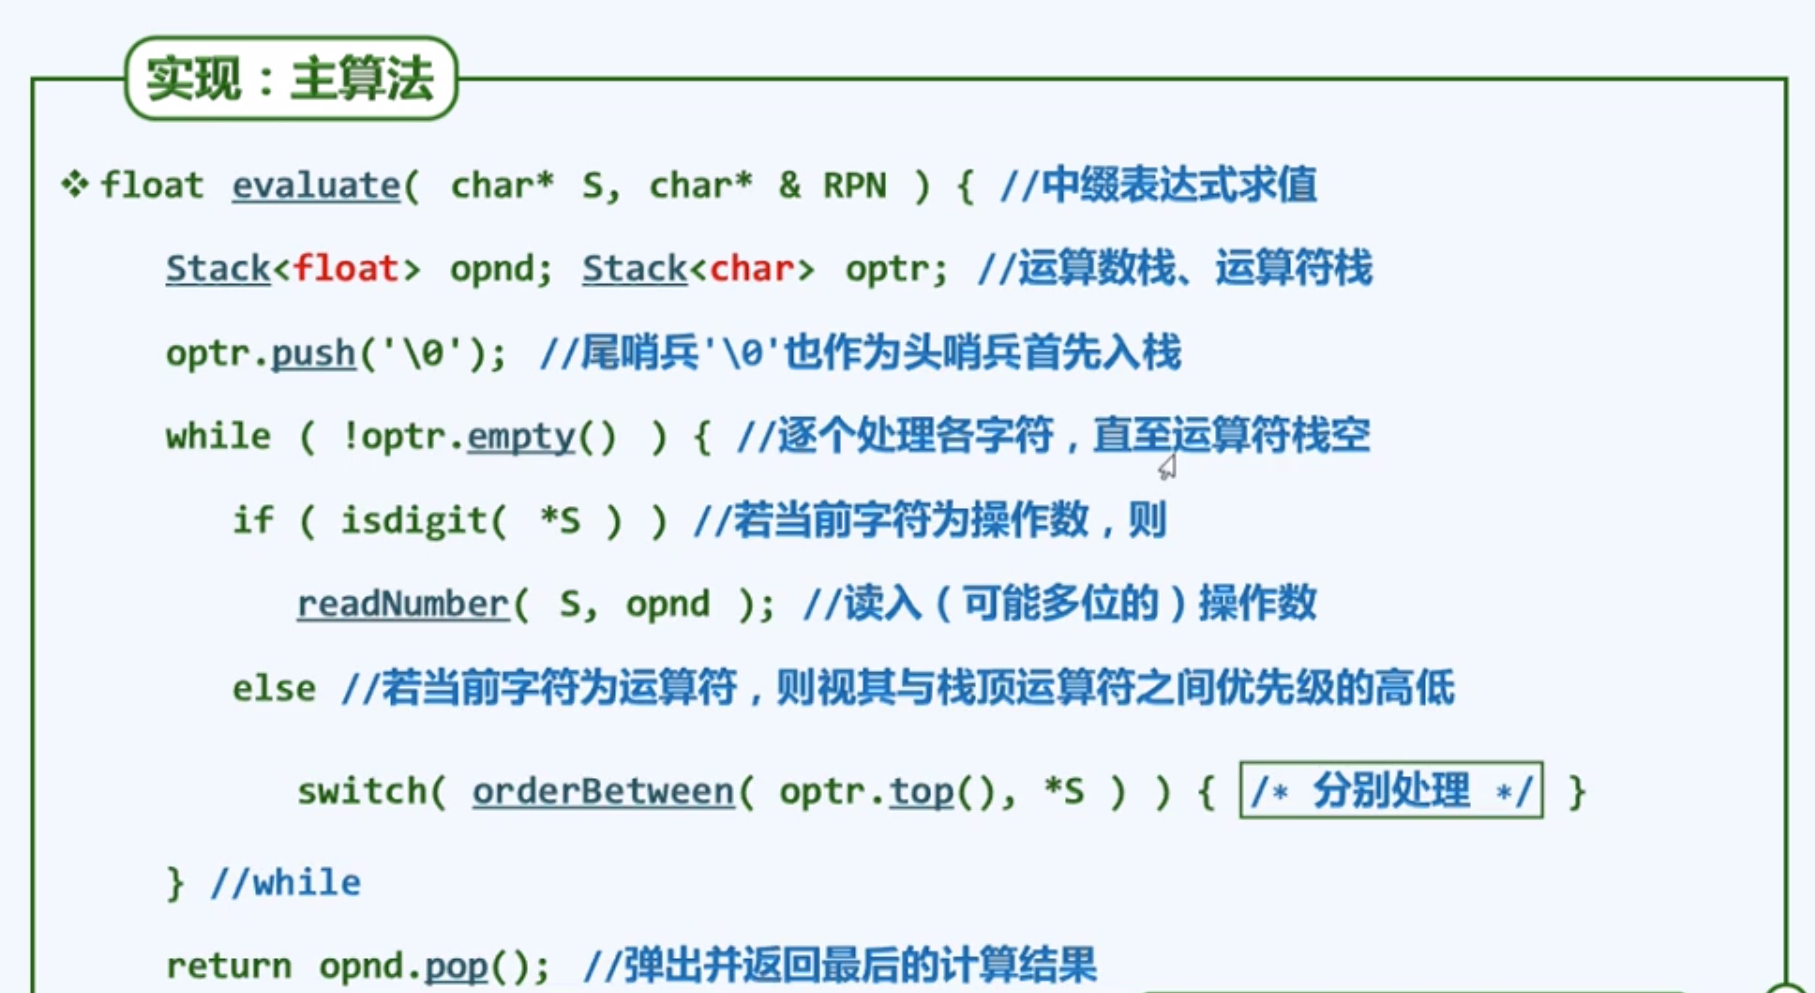 实现：主算法
❖float evaluate( char* S, char* & RPN ) { //中缀表达式求值
Stack<float> opnd; Stack<char> optr; //运算数栈、运算符栈
optr.push('\0'); //尾哨兵'\0'也作为头哨兵首先入栈
while ( !optr.empty() ) { //逐个处理各字符，直至运算符栈空
if ( isdigit( *S ) ) //若当前字符为操作数，则
readNumber( S, opnd ); //读入（可能多位的）操作数
else //若当前字符为运算符，则视其与栈顶运算符之间优先级的高低
switch( orderBetween( optr.top(), *S ) ) { /* 分别处理 */ }
} //while
return opnd.pop(); //弹出并返回最后的计算结果